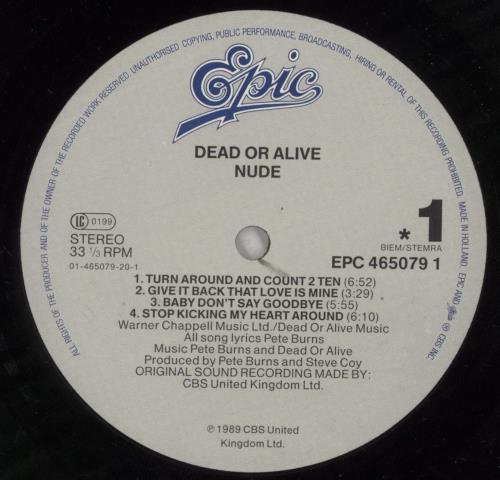 ALL RIGHTS OF THE PRODUCER AND OF THE OWNER OF THE RECORDED WORK RESERVED. UNAUTHORISED COPYING, PUBLIC PERFORMANCE, BROADCASTING, HIRING OR RENTAL OF THIS RECORDING PROHIBITED. MADE IN HOLLAND. EPIC AND ® CBS INC.
Epic
DEAD OR ALIVE
NUDE
LC 0199
STEREO
33 1/3 RPM
01-465079-20-1
* 1
BIEM/STEMRA
EPC 465079 1
1. TURN AROUND AND COUNT 2 TEN (6:52)
2. GIVE IT BACK THAT LOVE IS MINE (3:29)
3. BABY DON'T SAY GOODBYE (5:55)
4. STOP KICKING MY HEART AROUND (6:10)
Warner Chappell Music Ltd./Dead Or Alive Music
All song lyrics Pete Burns
Music Pete Burns and Dead Or Alive
Produced by Pete Burns and Steve Coy
ORIGINAL SOUND RECORDING MADE BY:
CBS United Kingdom Ltd.
℗ 1989 CBS United
Kingdom Ltd.